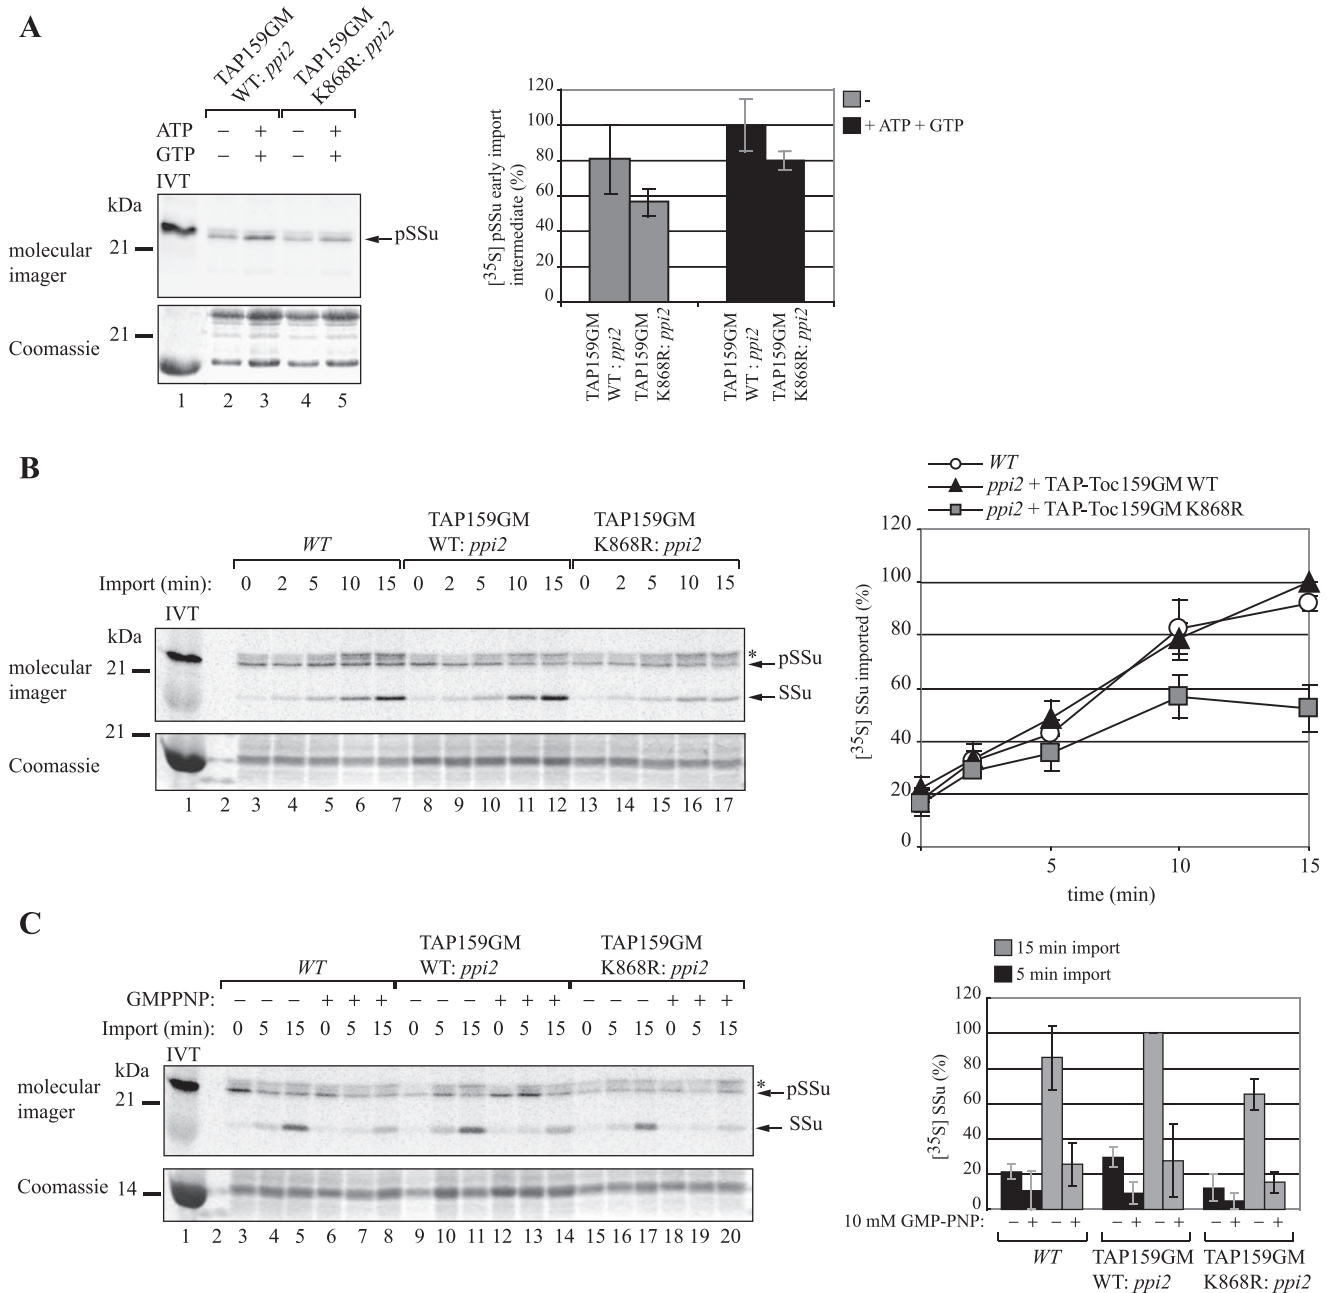 A
TAP159GM
WT: ppi2
TAP159GM
K868R: ppi2
ATP – + – +
GTP – + – +
IVT
kDa
21
pSSu
molecular
imager
21
Coomassie
1 2 3 4 5
[35S] pSSu early import
intermediate (%)
120
100
80
60
40
20
0
-
+ ATP + GTP
TAP159GM
WT : ppi2
TAP159GM
K868R: ppi2
TAP159GM
WT : ppi2
TAP159GM
K868R: ppi2
B
WT
TAP159GM
WT: ppi2
TAP159GM
K868R: ppi2
Import (min): 0 2 5 10 15 0 2 5 10 15 0 2 5 10 15
IVT
kDa
21
molecular
imager
*
pSSu
SSu
21
Coomassie
1 2 3 4 5 6 7 8 9 10 11 12 13 14 15 16 17
WT
ppi2 + TAP-Toc159GM WT
ppi2 + TAP-Toc159GM K868R
[35S] SSu imported (%)
120
100
80
60
40
20
0
5 10 15
time (min)
C
WT
TAP159GM
WT: ppi2
TAP159GM
K868R: ppi2
GMPPNP: – – – + + + – – – + + + – – – + + +
Import (min): 0 5 15 0 5 15 0 5 15 0 5 15 0 5 15 0 5 15
IVT
kDa
21
molecular
imager
*
pSSu
SSu
Coomassie 14
1 2 3 4 5 6 7 8 9 10 11 12 13 14 15 16 17 18 19 20
15 min import
5 min import
[35S] SSu (%)
120
100
80
60
40
20
0
10 mM GMP-PNP: – + – + – + – + – + – +
WT
TAP159GM
WT: ppi2
TAP159GM
K868R: ppi2